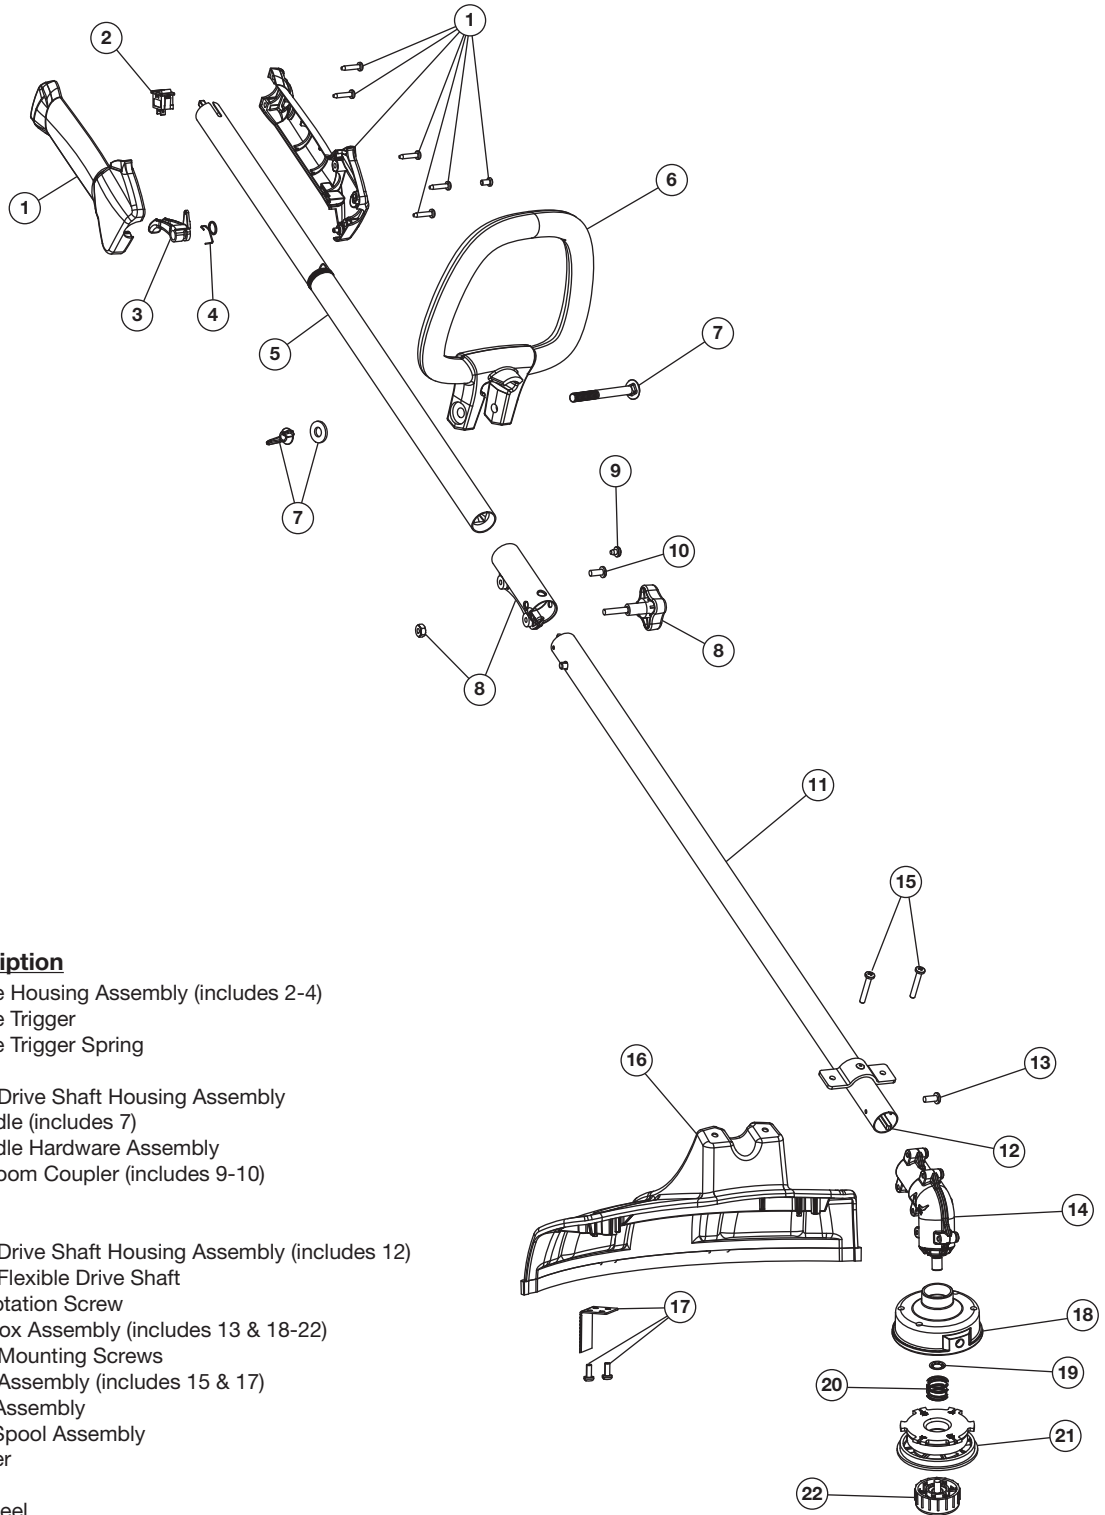 1
2
1
6
3
4
5
7
7
9
10
8
8
11
15
iption
e Housing Assembly (includes 2-4)
e Trigger
e Trigger Spring
Drive Shaft Housing Assembly
dle (includes 7)
dle Hardware Assembly
oom Coupler (includes 9-10)
Drive Shaft Housing Assembly (includes 12)
Flexible Drive Shaft
otation Screw
ox Assembly (includes 13 & 18-22)
Mounting Screws
Assembly (includes 15 & 17)
Assembly
Spool Assembly
er
eel
16
13
12
14
17
18
19
20
21
22